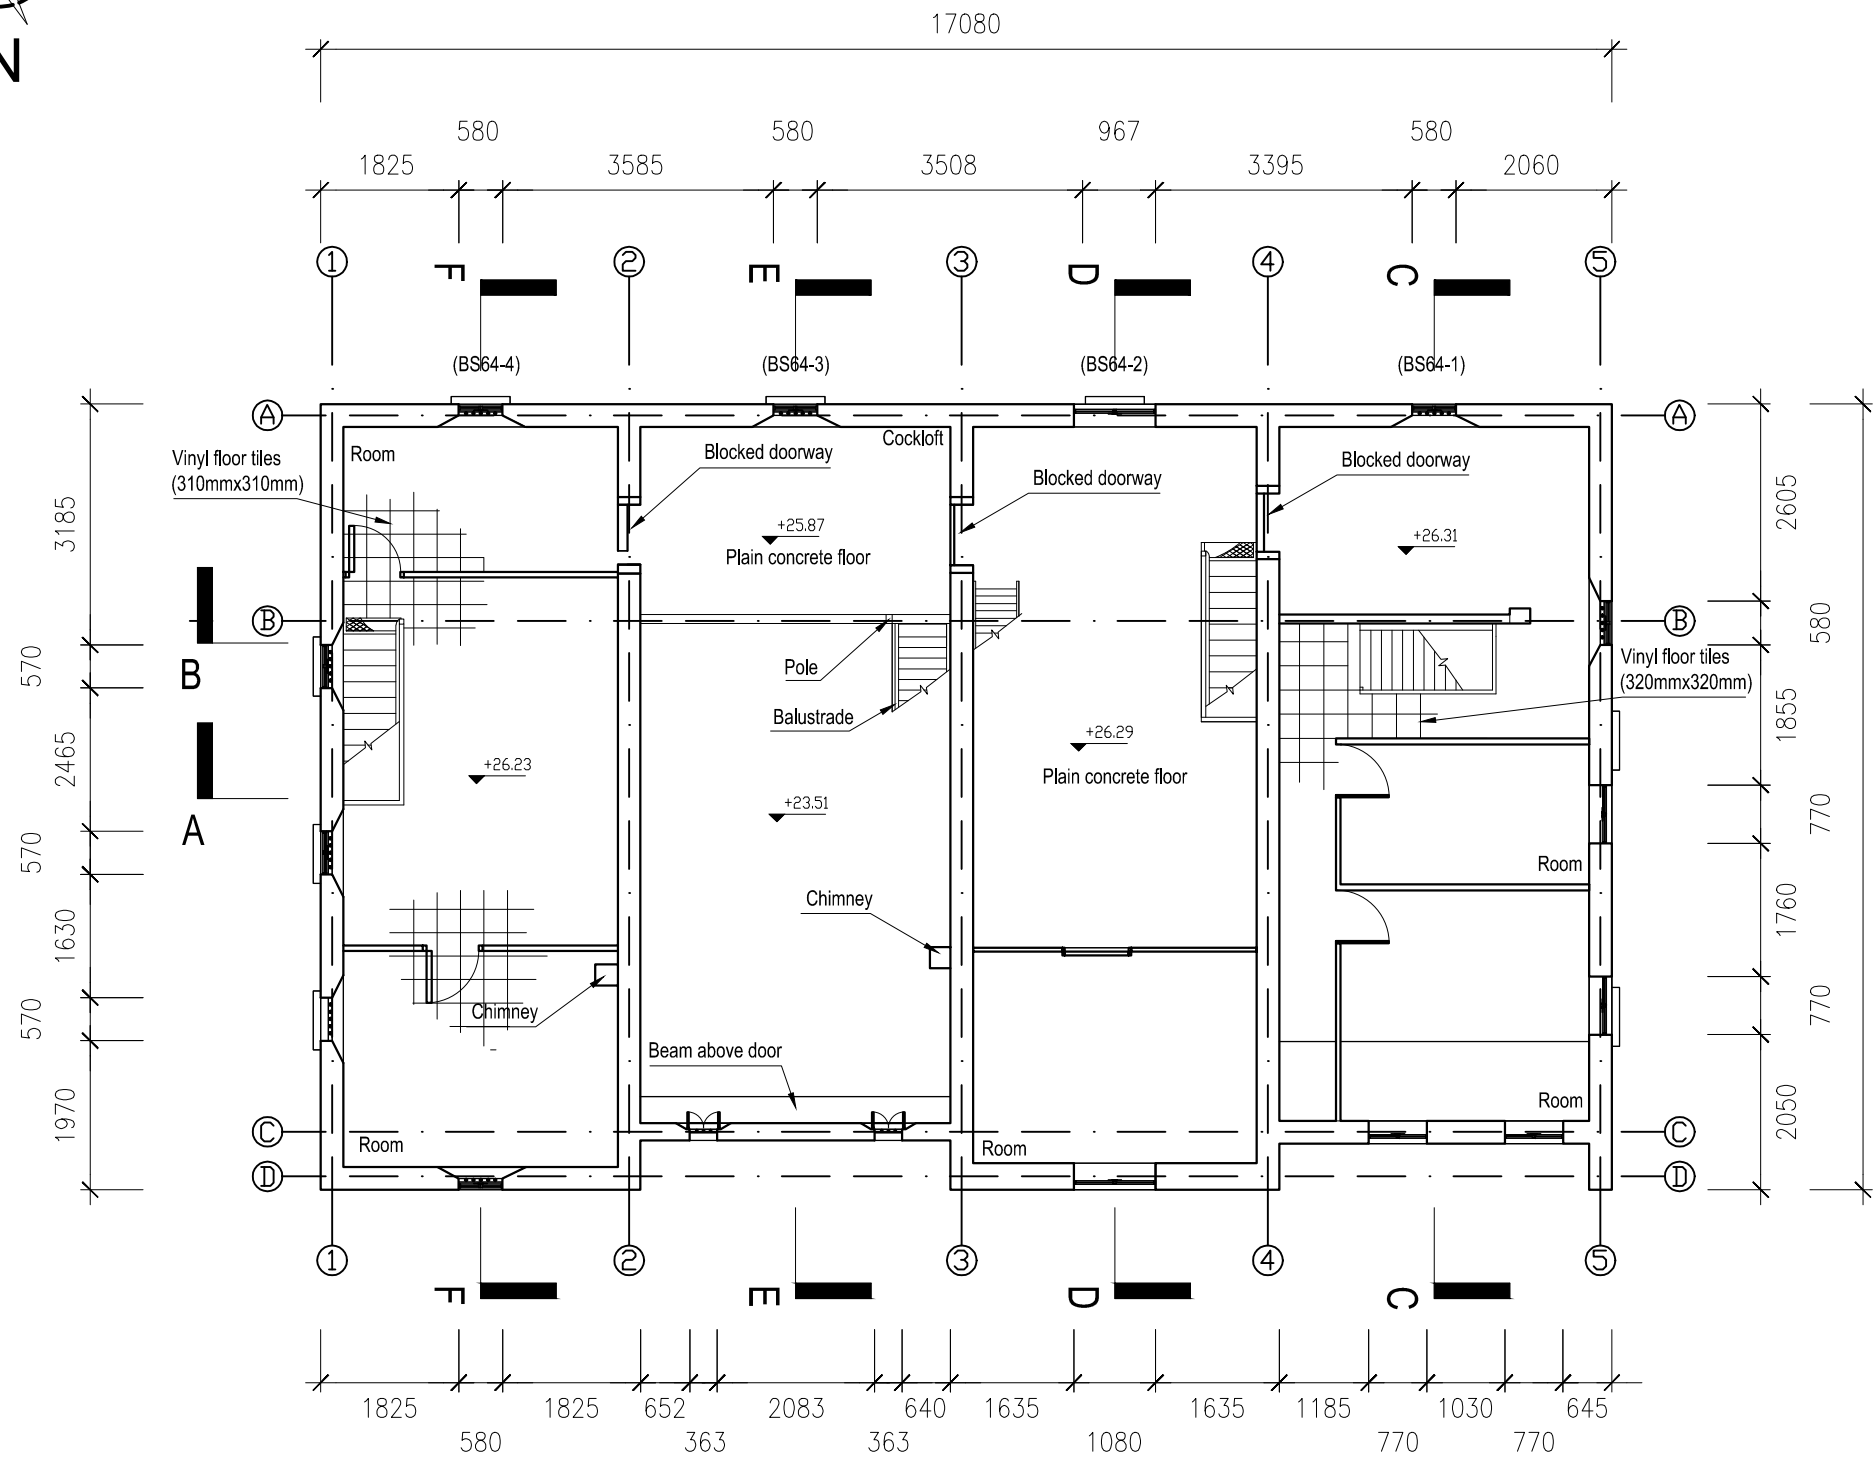 N
17080
580
580
967
580
1825
3585
3508
3395
2060
1
F
2
E
3
D
4
C
5
(BS64-4)
(BS64-3)
(BS64-2)
(BS64-1)
A
A
Room
Cockloft
Blocked doorway
Blocked doorway
Blocked doorway
Vinyl floor tiles
(310mmx310mm)
3185
+25.87
Plain concrete floor
+26.31
2605
B
B
580
570
B
Pole
Vinyl floor tiles
(320mmx320mm)
Balustrade
1855
2465
+26.23
+26.29
Plain concrete floor
+23.51
A
770
570
Room
Chimney
1630
1760
570
Chimney
770
Beam above door
1970
Room
2050
C
Room
Room
C
D
D
1
2
3
4
5
F
E
D
C
1825
1825
652
2083
640
1635
1635
1185
1030
645
580
363
363
1080
770
770